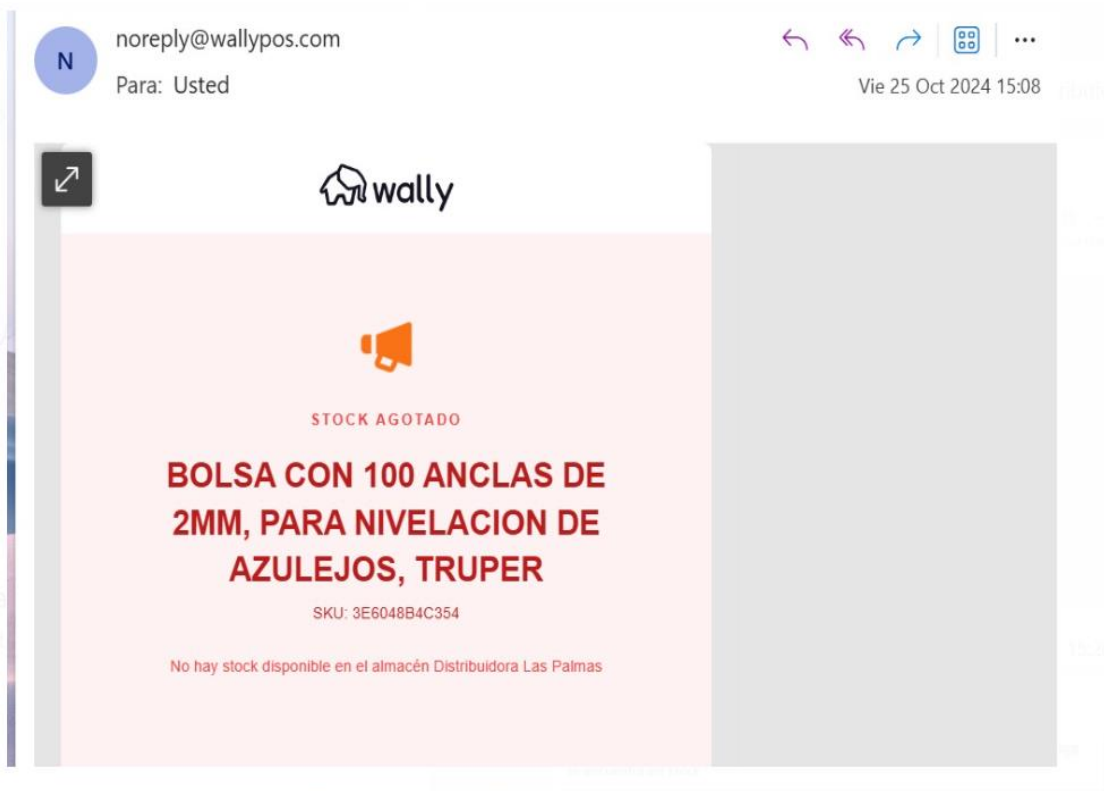 N
noreply@wallypos.com
Para: Usted
Vie 25 Oct 2024 15:08
wally
STOCK AGOTADO
BOLSA CON 100 ANCLAS DE
2MM, PARA NIVELACION DE
AZULEJOS, TRUPER
SKU: 3E6048B4C354
No hay stock disponible en el almacén Distribuidora Las Palmas